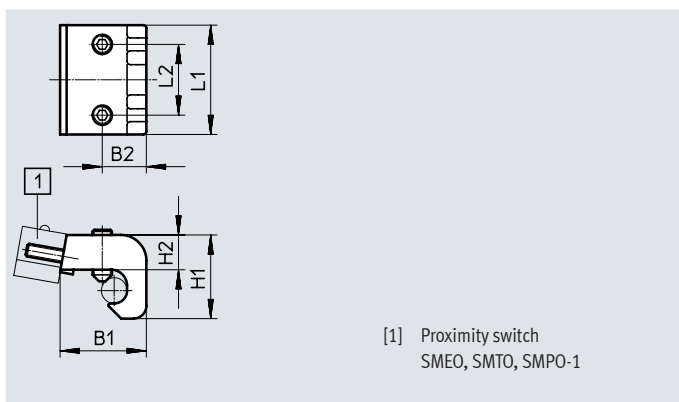 L2
L1
B2
1
H2
H1
B1
[1] Proximity switch
SMEO, SMTO, SMPO-1